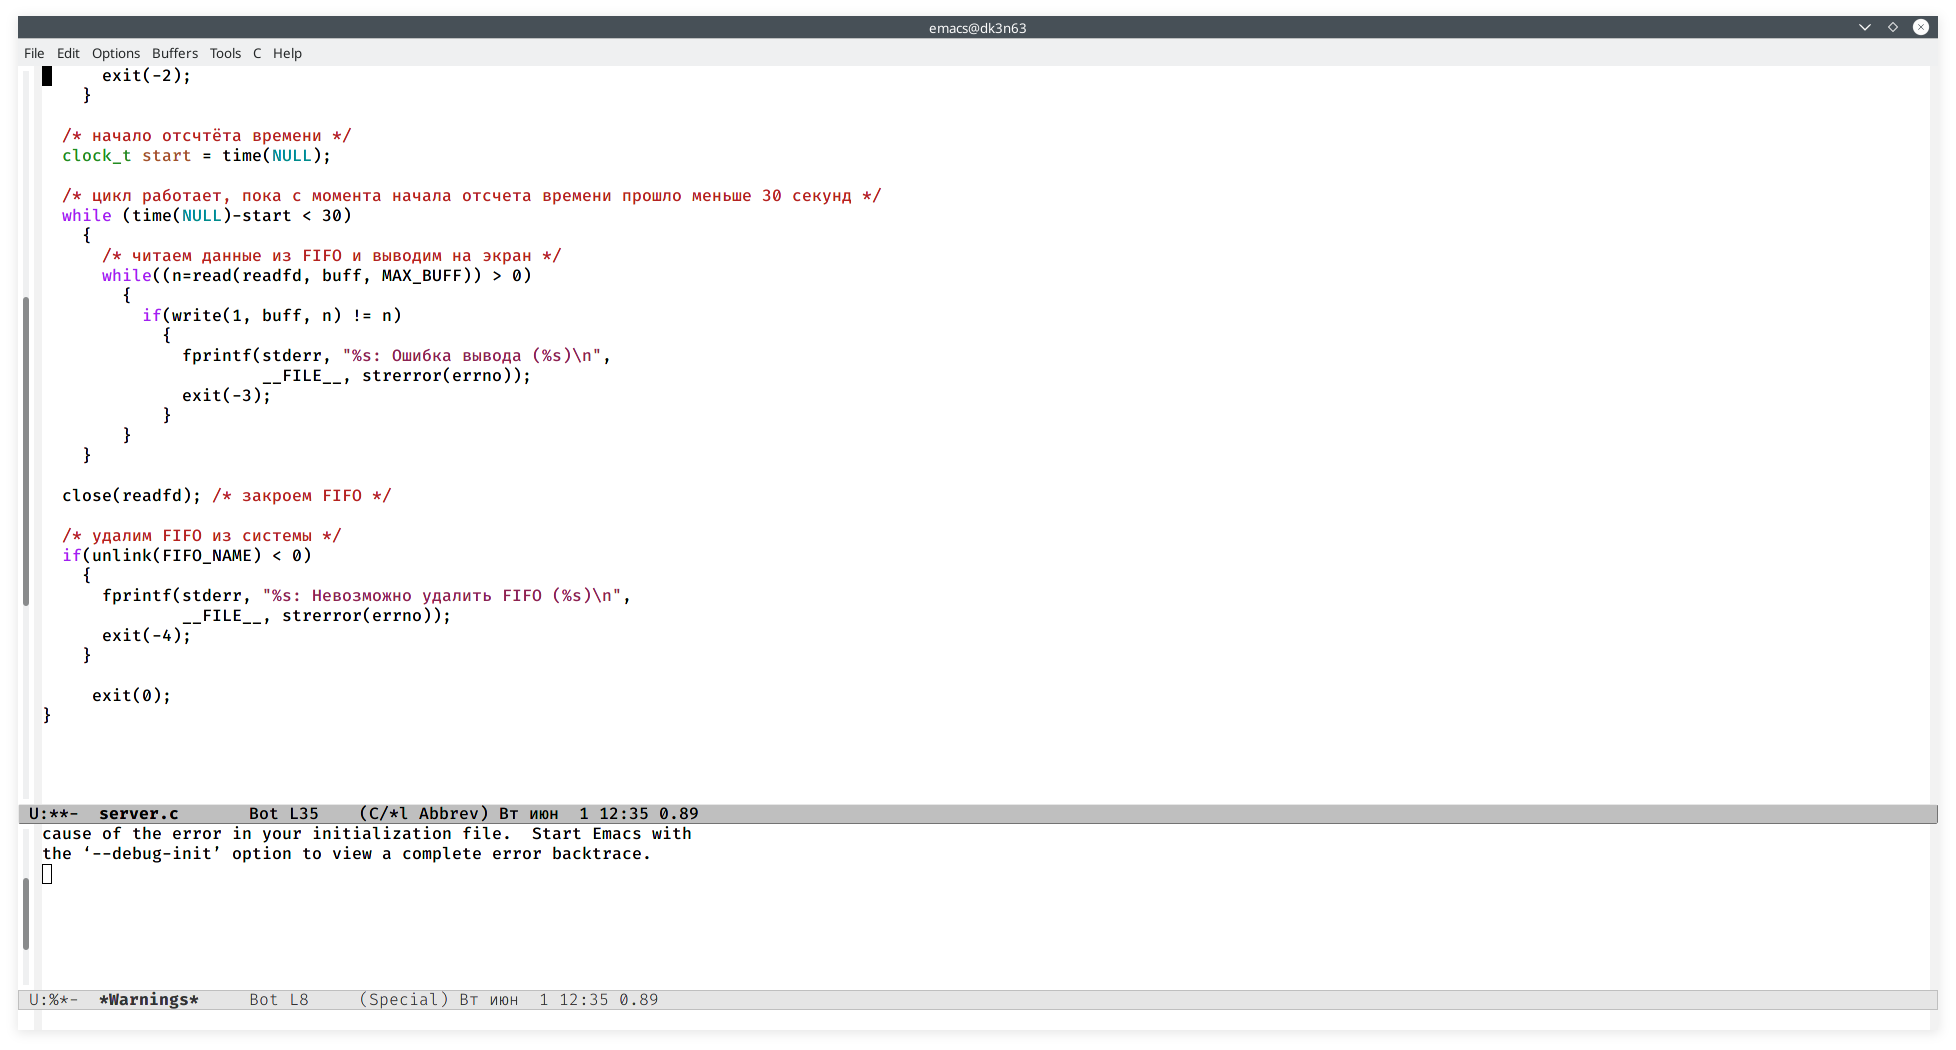 emacs@dk3n63
File Edit Options Buffers Tools C Help
      exit(-2);
    }

  /* начало отсчтёта времени */
  clock_t start = time(NULL);

  /* цикл работает, пока с момента начала отсчета времени прошло меньше 30 секунд */
  while (time(NULL)-start < 30)
    {
      /* читаем данные из FIFO и выводим на экран */
      while((n=read(readfd, buff, MAX_BUFF)) > 0)
        {
          if(write(1, buff, n) != n)
            {
              fprintf(stderr, "%s: Ошибка вывода (%s)\n",
                      __FILE__, strerror(errno));
              exit(-3);
            }
        }
    }

  close(readfd); /* закроем FIFO */

  /* удалим FIFO из системы */
  if(unlink(FIFO_NAME) < 0)
    {
      fprintf(stderr, "%s: Невозможно удалить FIFO (%s)\n",
              __FILE__, strerror(errno));
      exit(-4);
    }

     exit(0);
}
U:**-  server.c       Bot L35    (C/*l Abbrev) Вт июн  1 12:35 0.89
cause of the error in your initialization file.  Start Emacs with
the ‘--debug-init’ option to view a complete error backtrace.
U:%*-  *Warnings*     Bot L8     (Special) Вт июн  1 12:35 0.89